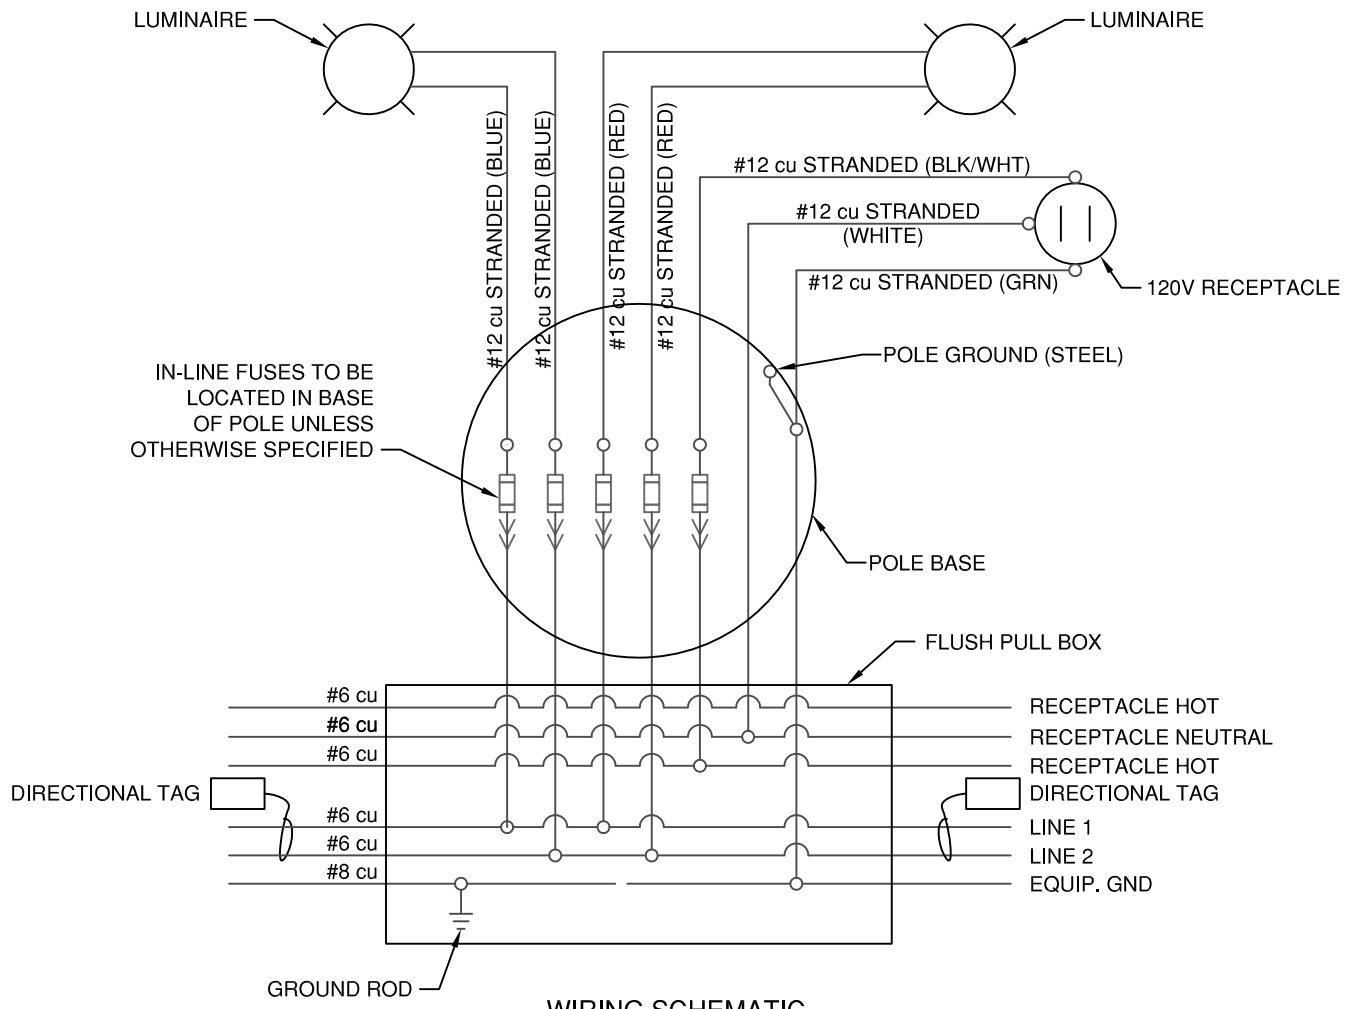 LUMINAIRE
LUMINAIRE
#12 cu STRANDED (BLUE)
#12 cu STRANDED (BLUE)
#12 cu STRANDED (RED)
#12 cu STRANDED (RED)
#12 cu STRANDED (BLK/WHT)
#12 cu STRANDED
(WHITE)
#12 cu STRANDED (GRN)
120V RECEPTACLE
POLE GROUND (STEEL)
IN-LINE FUSES TO BE
LOCATED IN BASE
OF POLE UNLESS
OTHERWISE SPECIFIED
POLE BASE
FLUSH PULL BOX
#6 cu
RECEPTACLE HOT
#6 cu
RECEPTACLE NEUTRAL
#6 cu
RECEPTACLE HOT
DIRECTIONAL TAG
DIRECTIONAL TAG
#6 cu
LINE 1
#6 cu
LINE 2
#8 cu
EQUIP. GND
GROUND ROD
WIRING SCHEMATIC